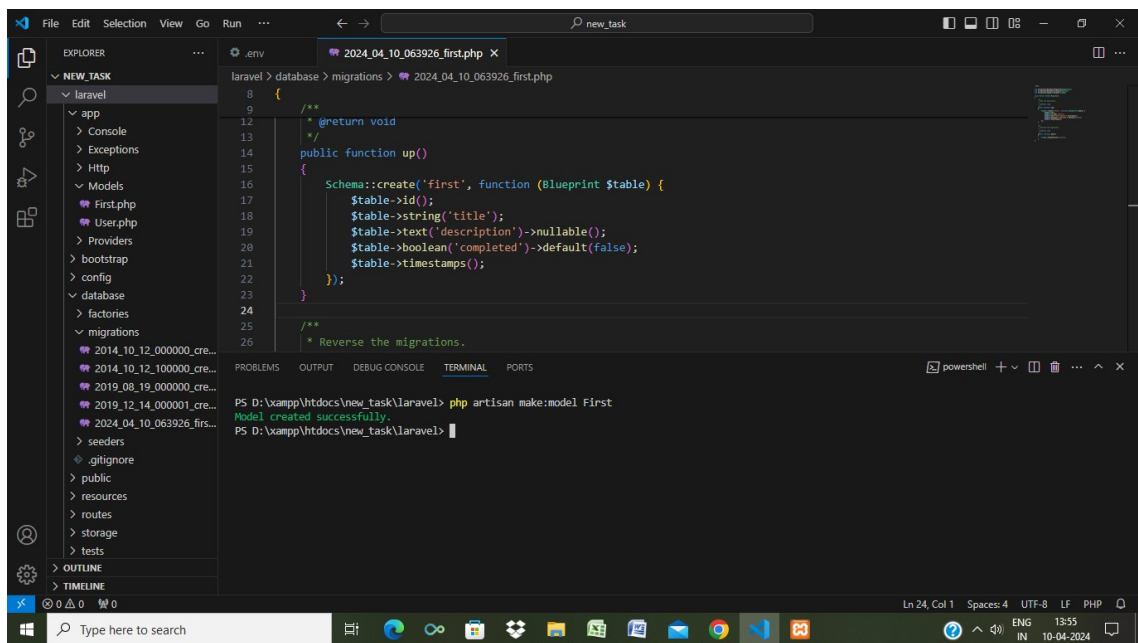 File Edit Selection View Go Run ··· new_task
EXPLORER
NEW_TASK
laravel
app
Console
Exceptions
Http
Models
First.php
User.php
Providers
bootstrap
config
database
factories
migrations
2014_10_12_000000_cre...
2014_10_12_100000_cre...
2019_08_19_000000_cre...
2019_12_14_000001_cre...
2024_04_10_063926_firs...
seeders
.gitignore
public
resources
routes
storage
tests
OUTLINE
TIMELINE
.env 2024_04_10_063926_first.php
laravel > database > migrations > 2024_04_10_063926_first.php
8 {
9 /**
12 * @return void
13 */
14 public function up()
15 {
16 Schema::create('first', function (Blueprint $table) {
17 $table->id();
18 $table->string('title');
19 $table->text('description')->nullable();
20 $table->boolean('completed')->default(false);
21 $table->timestamps();
22 });
23 }
24
25 /**
26 * Reverse the migrations.
PROBLEMS OUTPUT DEBUG CONSOLE TERMINAL PORTS powershell
PS D:\xampp\htdocs\new_task\laravel> php artisan make:model First
Model created successfully.
PS D:\xampp\htdocs\new_task\laravel>
0 0 0 Ln 24, Col 1 Spaces: 4 UTF-8 LF PHP
Type here to search
ENG
IN
13:55
10-04-2024